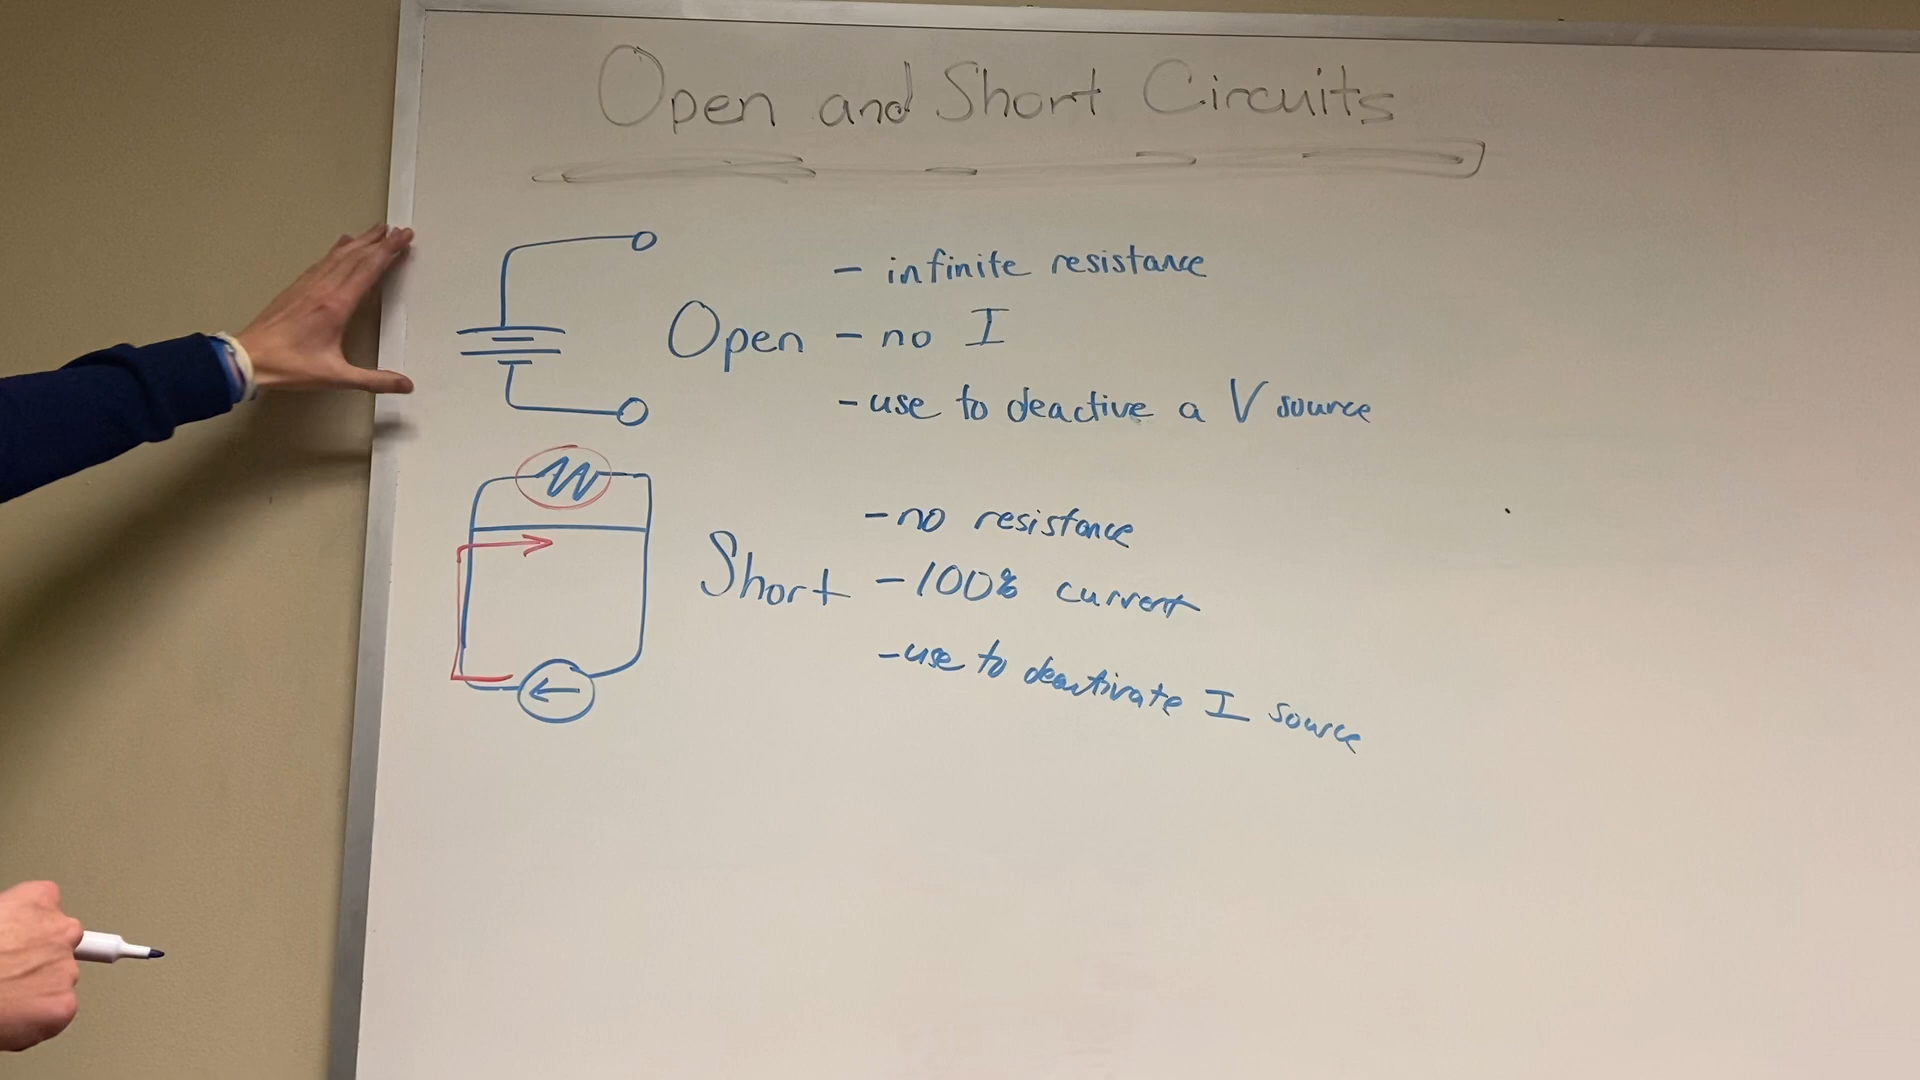 Open and Short Circuits
- infinite resistance
Open - no I
- use to deactive a V source
- no resistance
Short - 100% current
- use to deactivate I source